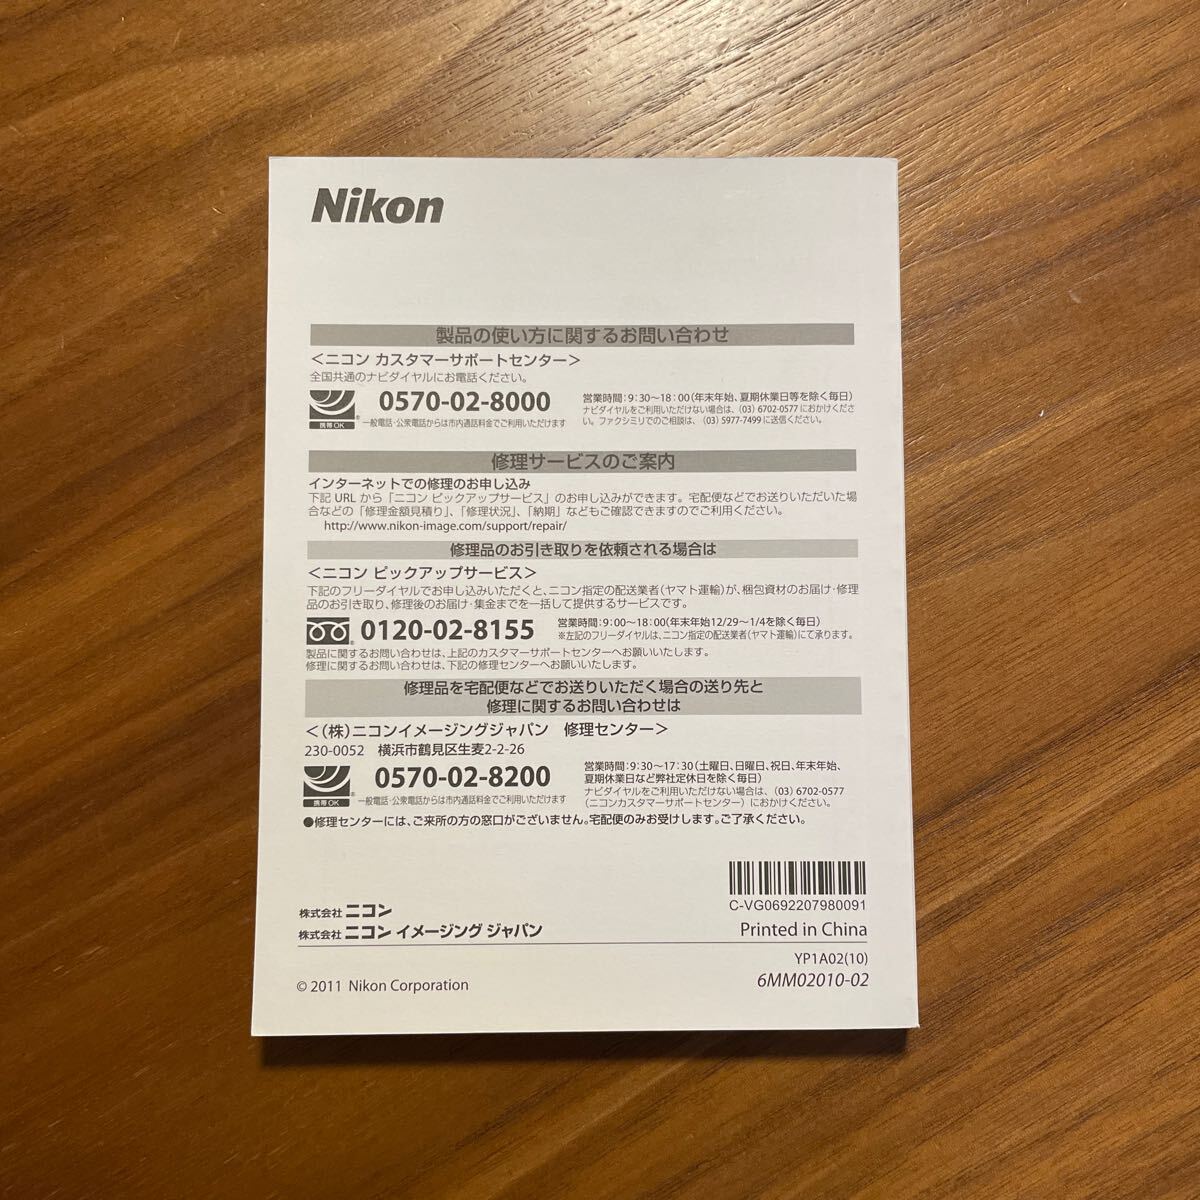 Nikon
製品の使い方に関するお問い合わせ
<ニコン カスタマーサポートセンター>
全国共通のナビダイヤルにお電話ください。
携帯OK
0570-02-8000
一般電話・公衆電話からは市内通話料金でご利用いただけます
営業時間：9：30～18：00（年末年始、夏期休業日等を除く毎日）
ナビダイヤルをご利用いただけない場合は、（03）6702-0577 におかけくださ
い。ファクシミリでのご相談は、（03）5977-7499 に送信ください。
修理サービスのご案内
インターネットでの修理のお申し込み
下記 URL から「ニコン ピックアップサービス」のお申し込みができます。宅配便などでお送りいただいた場
合などの「修理金額見積り」、「修理状況」、「納期」などもご確認できますのでご利用ください。
http://www.nikon-image.com/support/repair/
修理品のお引き取りを依頼される場合は
<ニコン ピックアップサービス>
下記のフリーダイヤルでお申し込みいただくと、ニコン指定の配送業者（ヤマト運輸）が、梱包資材のお届け・修理
品のお引き取り、修理後のお届け・集金までを一括して提供するサービスです。
0120-02-8155
営業時間：9：00～18：00（年末年始12/29～1/4を除く毎日）
※左記のフリーダイヤルは、ニコン指定の配送業者（ヤマト運輸）にて承ります。
製品に関するお問い合わせは、上記のカスタマーサポートセンターへお願いいたします。
修理に関するお問い合わせは、下記の修理センターへお願いいたします。
修理品を宅配便などでお送りいただく場合の送り先と
修理に関するお問い合わせは
<（株）ニコンイメージングジャパン　修理センター>
230-0052　横浜市鶴見区生麦2-2-26
携帯OK
0570-02-8200
一般電話・公衆電話からは市内通話料金でご利用いただけます
営業時間：9：30～17：30（土曜日、日曜日、祝日、年末年始、
夏期休業日など弊社定休日を除く毎日）
ナビダイヤルをご利用いただけない場合は、（03）6702-0577
（ニコンカスタマーサポートセンター）におかけください。
●修理センターには、ご来所の方の窓口がございません。宅配便のみお受けします。ご了承ください。
C-VG0692207980091
株式会社 ニコン
株式会社 ニコン イメージング ジャパン
Printed in China
YP1A02(10)
6MM02010-02
© 2011 Nikon Corporation